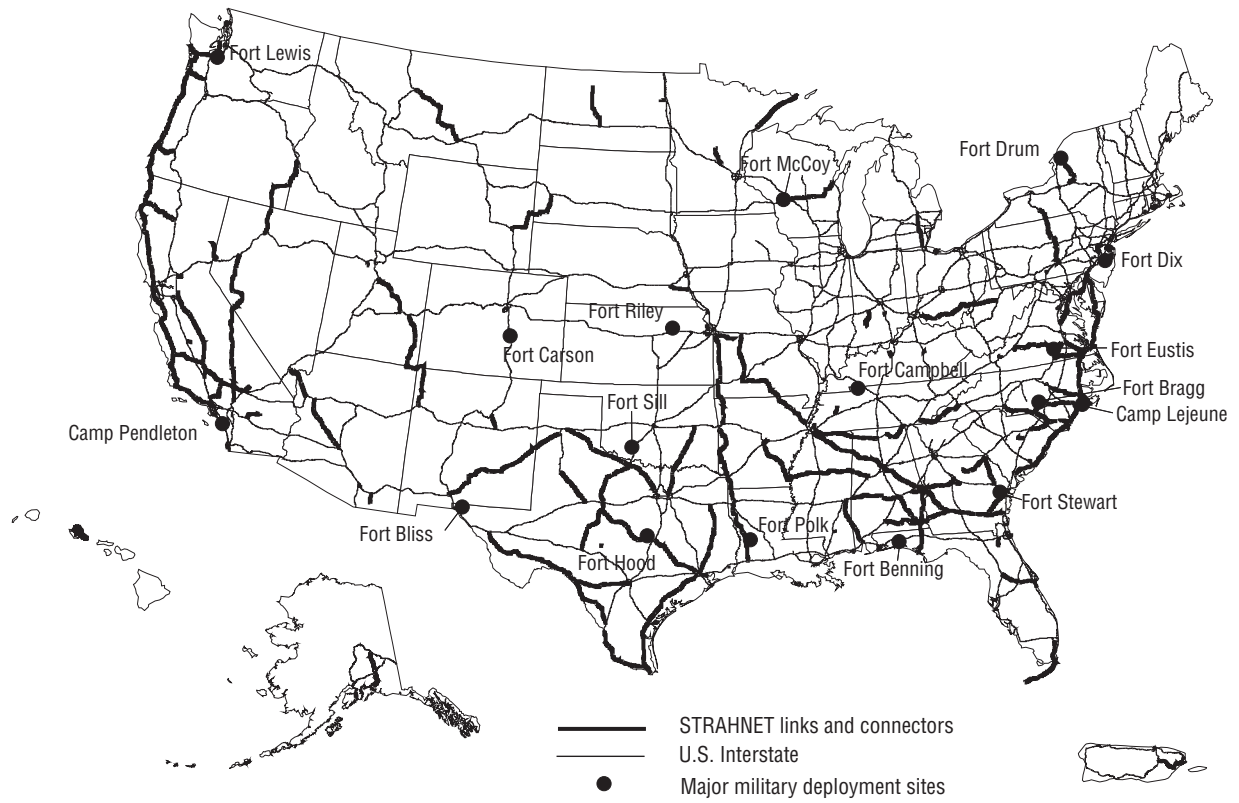 Fort Lewis
Fort Drum
Fort McCoy
Fort Dix
Fort Riley
Fort Carson
Fort Eustis
Fort Campbell
Fort Bragg
Fort Sill
Camp Lejeune
Camp Pendleton
Fort Stewart
Fort Polk
Fort Bliss
Fort Hood
Fort Benning
STRAHNET links and connectors
U.S. Interstate
Major military deployment sites